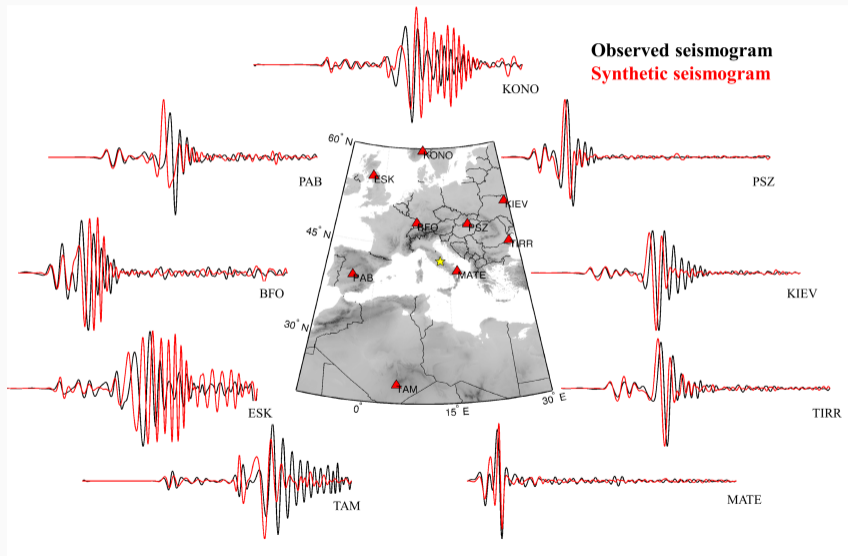 Observed seismogram
Synthetic seismogram
KONO
PAB
PSZ
BFO
KIEV
ESK
TIRR
TAM
MATE
60° N
45° N
30° N
0°
15° E
30° E
KONO
ESK
KIEV
BFO
PSZ
TIRR
PAB
MATE
TAM